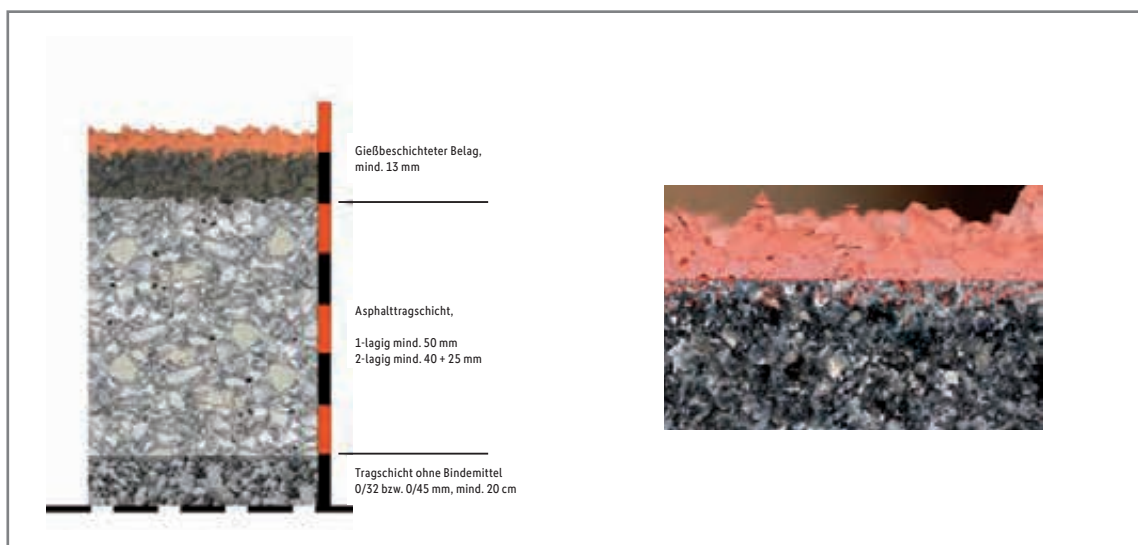 Gießbeschichteter Belag,
mind. 13 mm
Asphalttragschicht,
1-lagig mind. 50 mm
2-lagig mind. 40 + 25 mm
Tragschicht ohne Bindemittel
0/32 bzw. 0/45 mm, mind. 20 cm